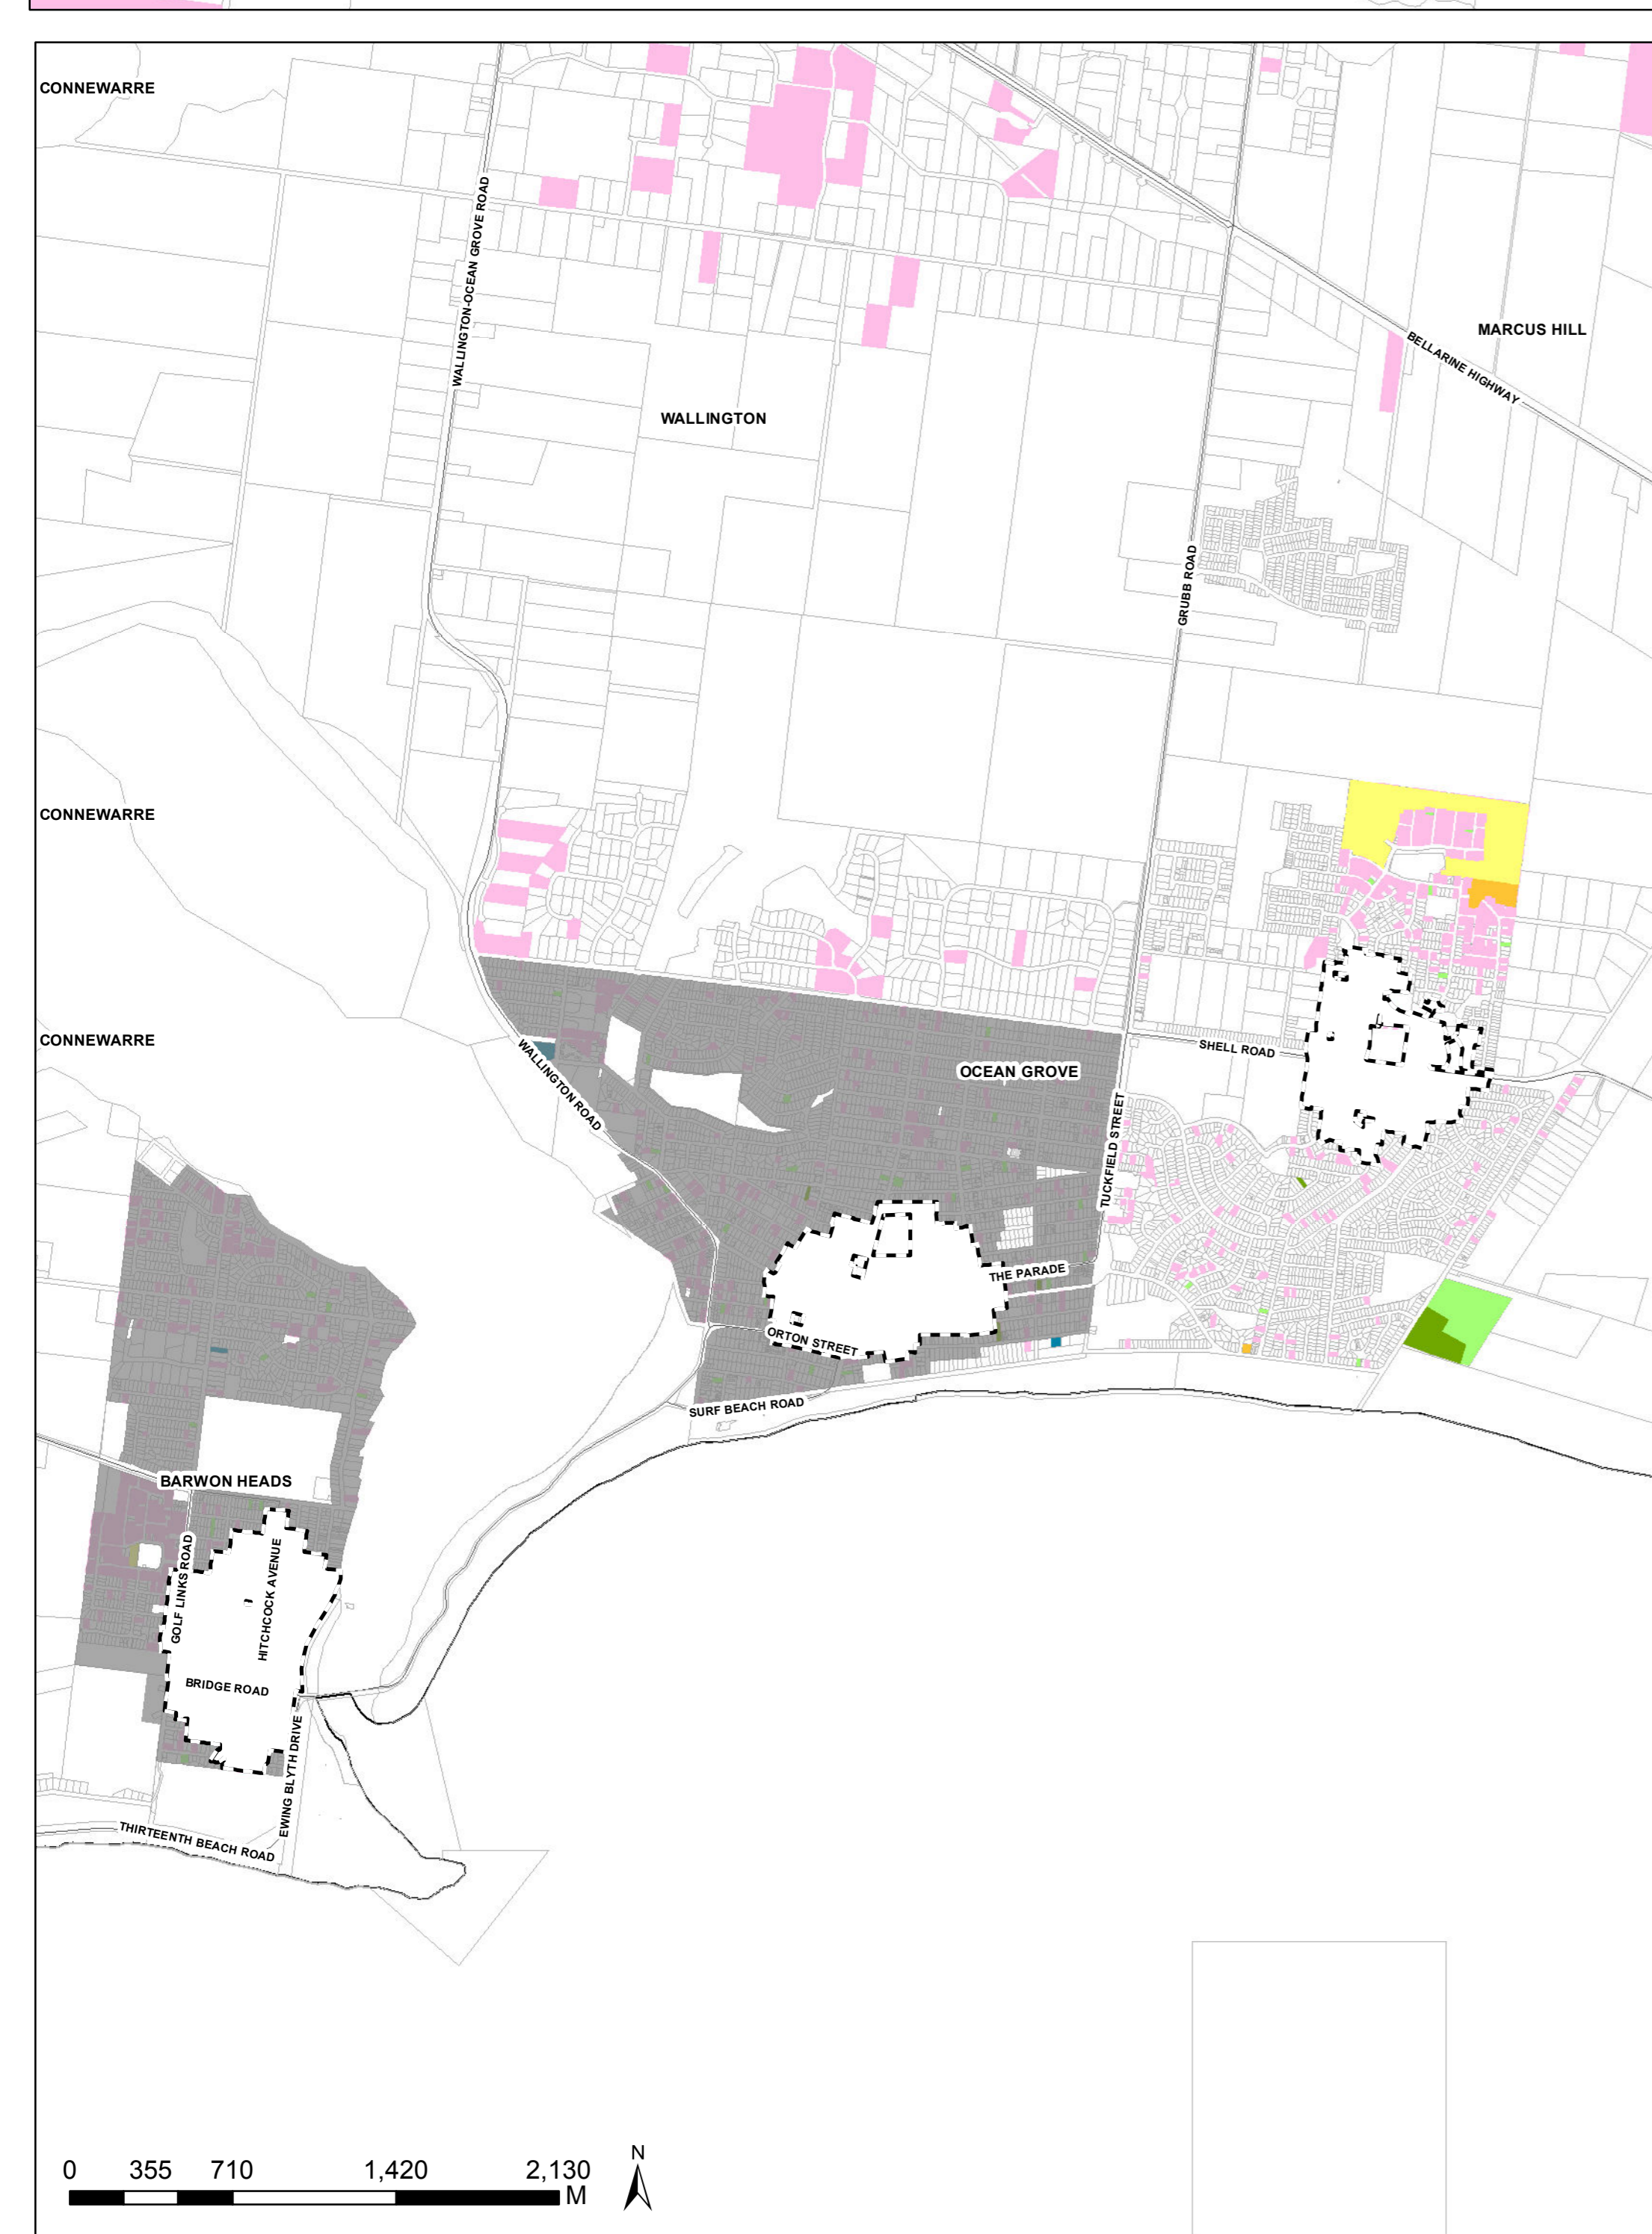 CONNEWARRE
WALLINGTON-OCEAN GROVE ROAD
MARCUS HILL
BELLARINE HIGHWAY
WALLINGTON
GRUBB ROAD
CONNEWARRE
CONNEWARRE
WALLINGTON ROAD
OCEAN GROVE
SHELL ROAD
TUCKFIELD STREET
THE PARADE
ORTON STREET
SURF BEACH ROAD
BARWON HEADS
GOLF LINKS ROAD
HITCHCOCK AVENUE
BRIDGE ROAD
EWING BLYTH DRIVE
THIRTEENTH BEACH ROAD
0 355 710 1,420 2,130
M
N